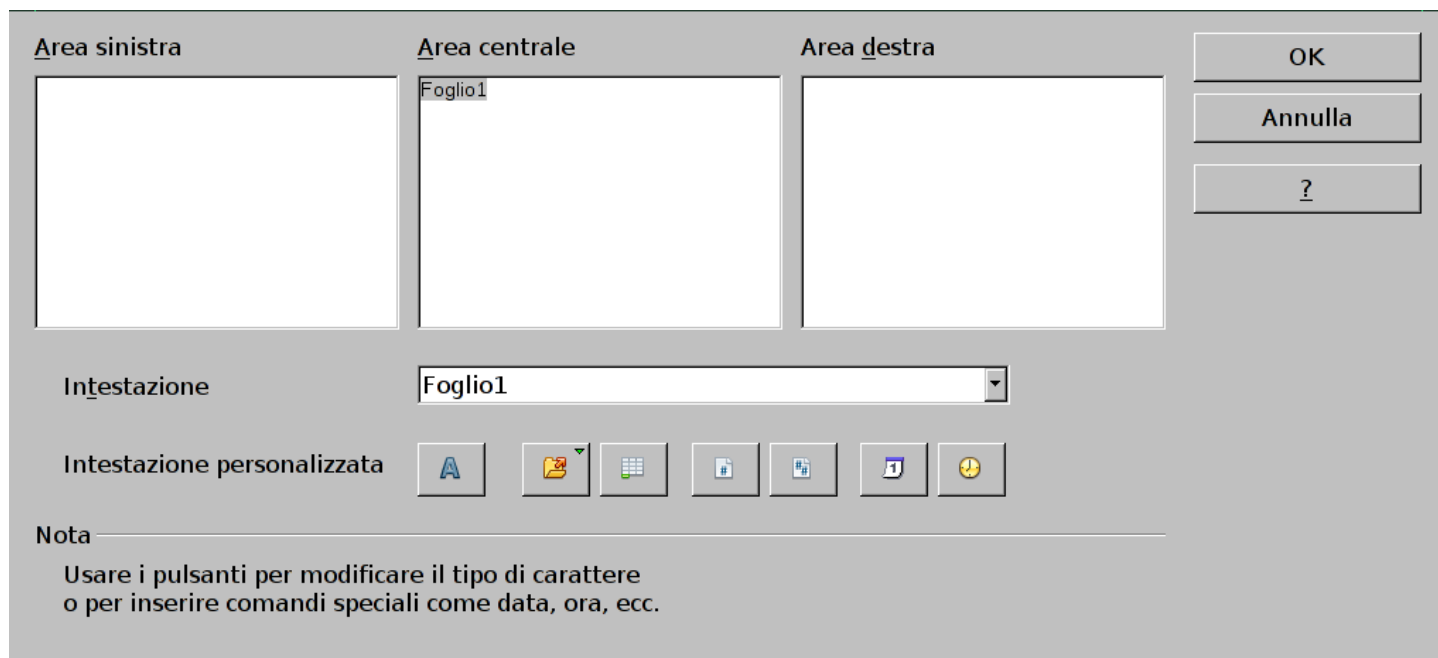 Area sinistra
Area centrale
Area destra
OK
Foglio1
Annulla
?
Intestazione
Foglio1
Intestazione personalizzata
A
#
#
#
1
Nota
Usare i pulsanti per modificare il tipo di carattere
o per inserire comandi speciali come data, ora, ecc.